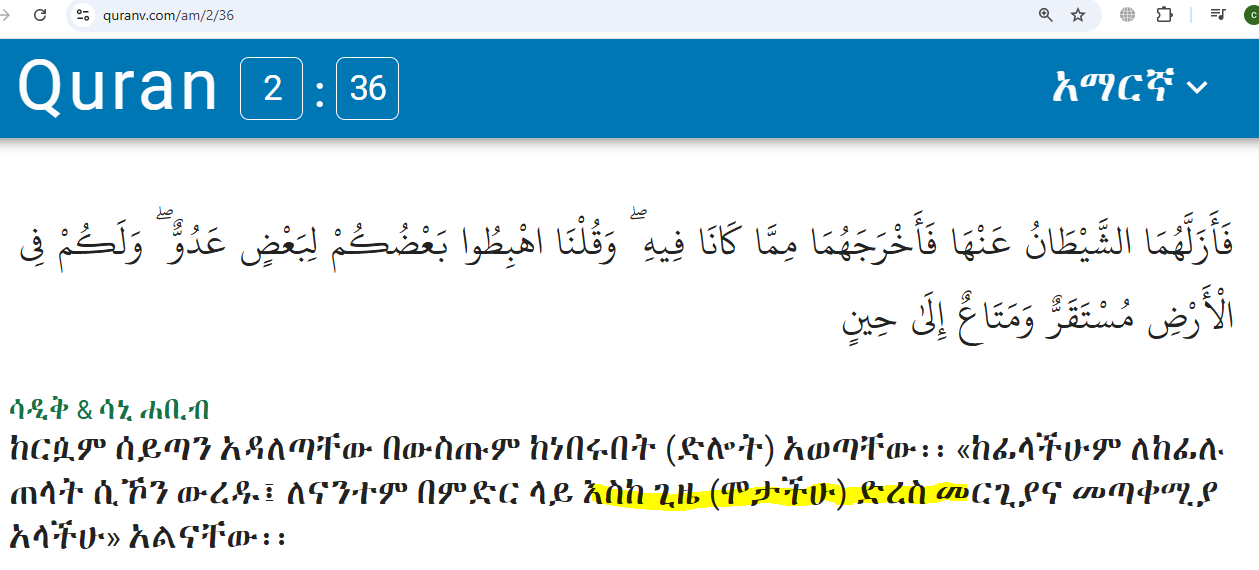 quranv.com/am/2/36
Quran 2 : 36 አማርኛ
فَأَزَلَّهُمَا الشَّيْطَانُ عَنْهَا فَأَخْرَجَهُمَا مِمَّا كَانَا فِيهِ ۖ وَقُلْنَا اهْبِطُوا بَعْضُكُمْ لِبَعْضٍ عَدُوٌّ ۖ وَلَكُمْ فِي
الْأَرْضِ مُسْتَقَرٌّ وَمَتَاعٌ إِلَىٰ حِينٍ
ሳዲቅ & ሳኒ ሐቢብ
ከርሷም ሰይጣን አዳለጣቸው በውስጡም ከነበሩበት (ድሎት) አወጣቸው፡፡ «ከፊላችሁም ለከፊሉ
ጠላት ሲኾን ውረዱ፤ ለናንተም በምድር ላይ እስከ ጊዜ (ሞታችሁ) ድረስ መርጊያና መጣቀሚያ
አላችሁ» አልናቸው፡፡